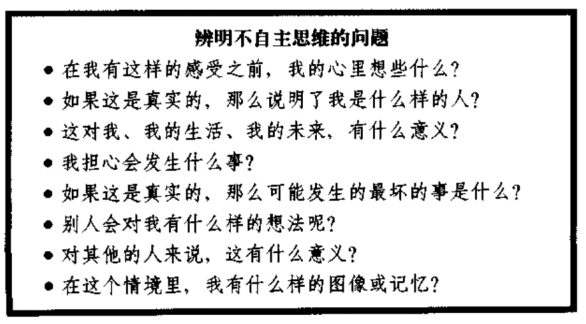 辨明不自主思维的问题
● 在我有这样的感受之前，我的心里想些什么？
● 如果这是真实的，那么说明了我是什么样的人？
● 这对我、我的生活、我的未来，有什么意义？
● 我担心会发生什么事？
● 如果这是真实的，那么可能发生的最坏的事是什么？
● 别人会对我有什么样的想法呢？
● 对其他的人来说，这有什么意义？
● 在这个情境里，我有什么样的图像或记忆？